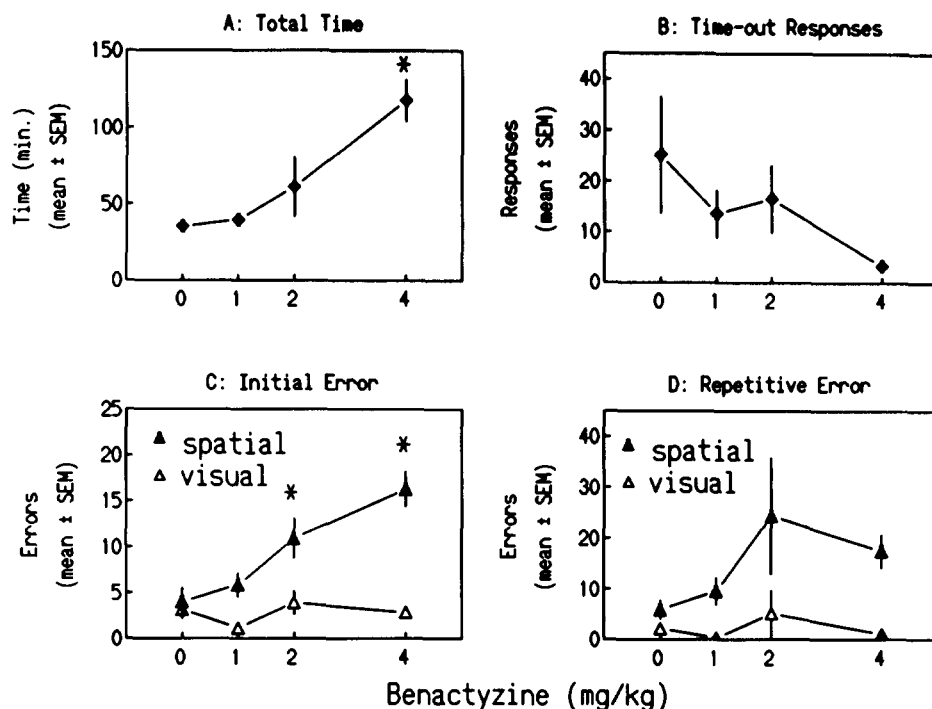 A: Total Time
150
100
50
0
Time (min.)
(mean ± SEM)
*
0 1 2 4
B: Time-out Responses
40
30
20
10
0
Responses
(mean ± SEM)
0 1 2 4
C: Initial Error
25
20
15
10
5
0
Errors
(mean ± SEM)
▲ spatial
△ visual
*
*
0 1 2 4
D: Repetitive Error
40
30
20
10
0
Errors
(mean ± SEM)
▲ spatial
△ visual
0 1 2 4
Benactyzine (mg/kg)